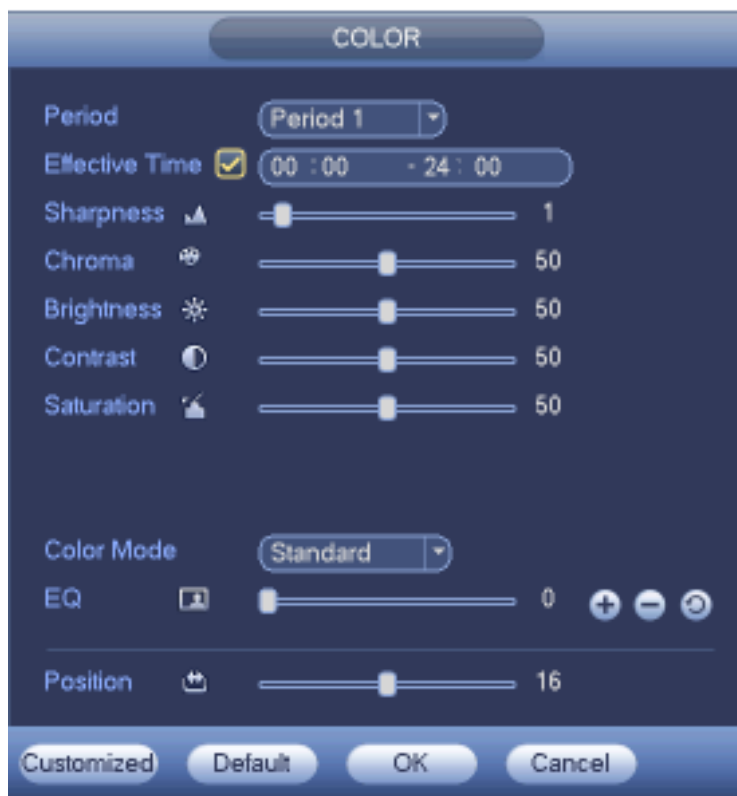 COLOR
Period Period 1
Effective Time 00 : 00 - 24 : 00
Sharpness 1
Chroma 50
Brightness 50
Contrast 50
Saturation 50
Color Mode Standard
EQ 0
Position 16
Customized Default OK Cancel